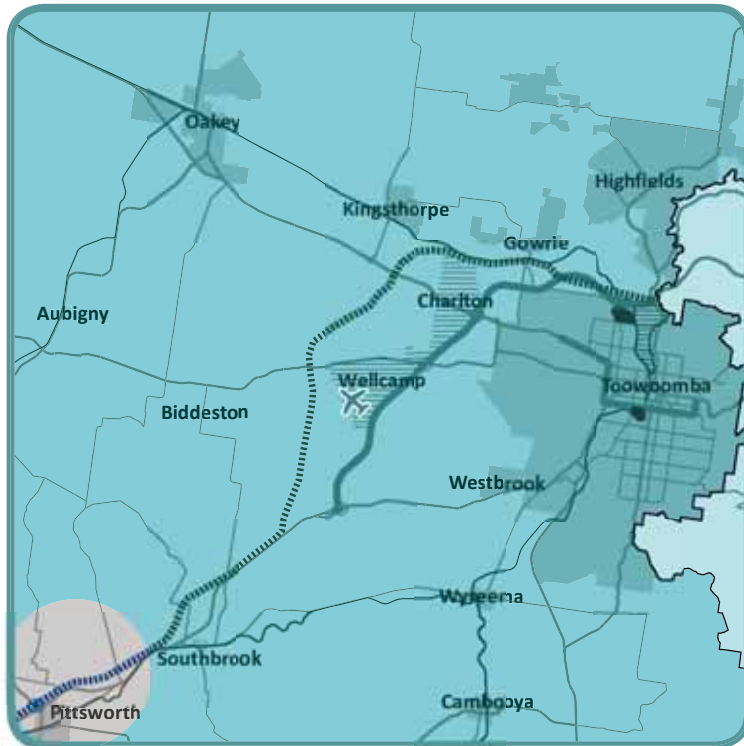 Oakey
Highfields
Kingsthorpe
Gowrie
Charlton
Aubigny
Wellcamp
Toowoomba
Biddeston
Westbrook
Wyreema
Southbrook
Cambooya
Pittsworth